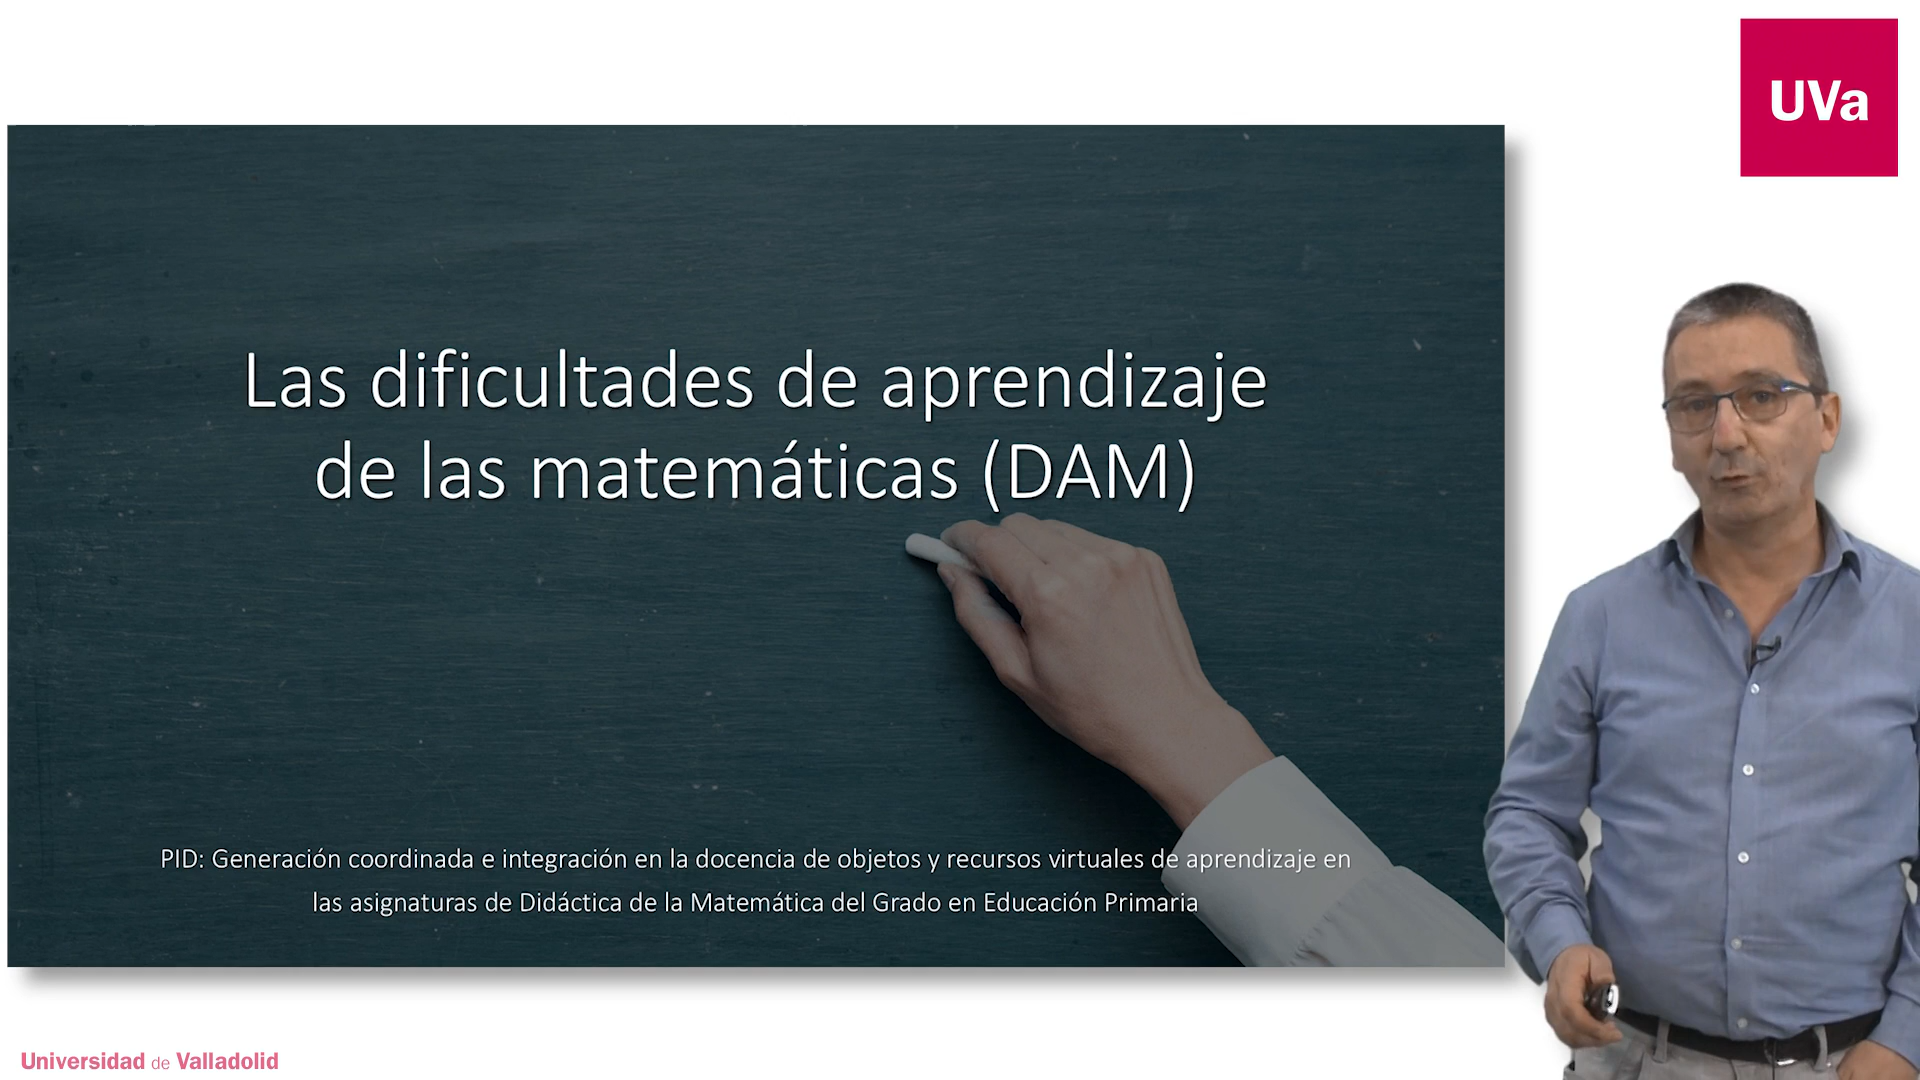 UVa
Las dificultades de aprendizaje
de las matemáticas (DAM)
PID: Generación coordinada e integración en la docencia de objetos y recursos virtuales de aprendizaje en
las asignaturas de Didáctica de la Matemática del Grado en Educación Primaria
Universidad de Valladolid